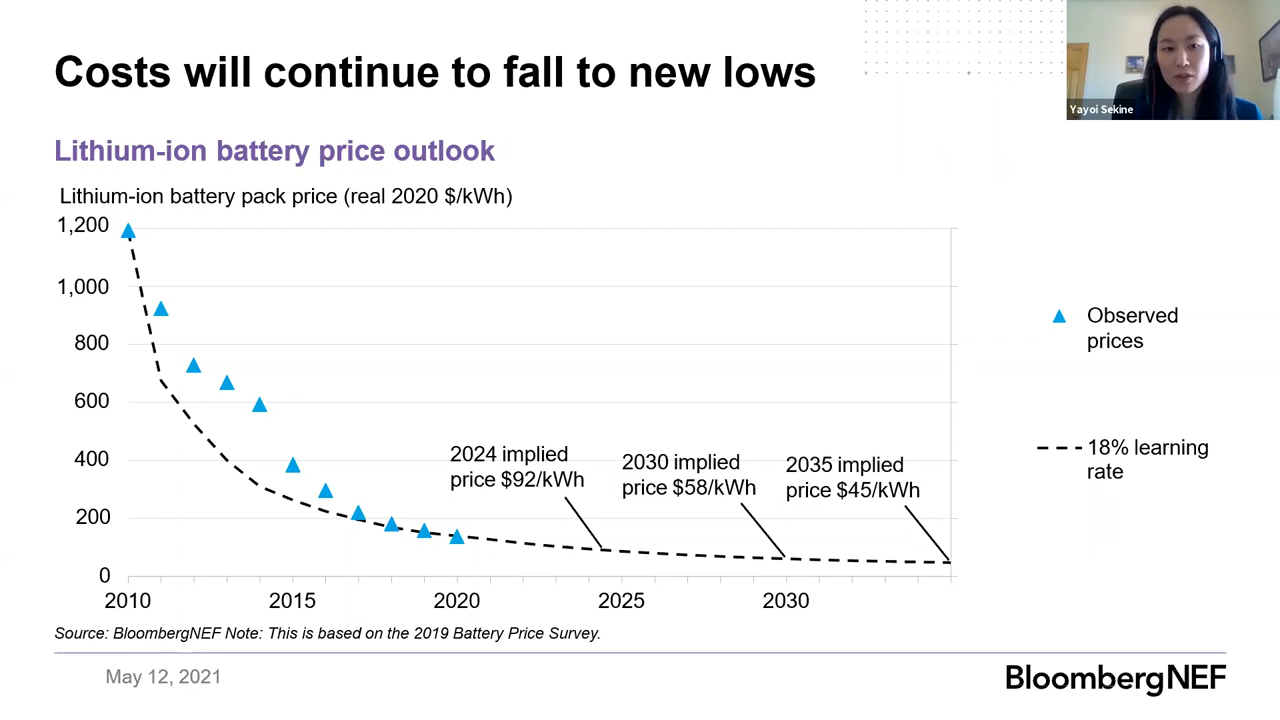 Costs will continue to fall to new lows
Yayoi Sekine
Lithium-ion battery price outlook
Lithium-ion battery pack price (real 2020 $/kWh)
1,200
1,000
800
600
400
200
0
2010
2015
2020
2025
2030
2024 implied
price $92/kWh
2030 implied
price $58/kWh
2035 implied
price $45/kWh
Observed
prices
18% learning
rate
Source: BloombergNEF Note: This is based on the 2019 Battery Price Survey.
May 12, 2021
BloombergNEF